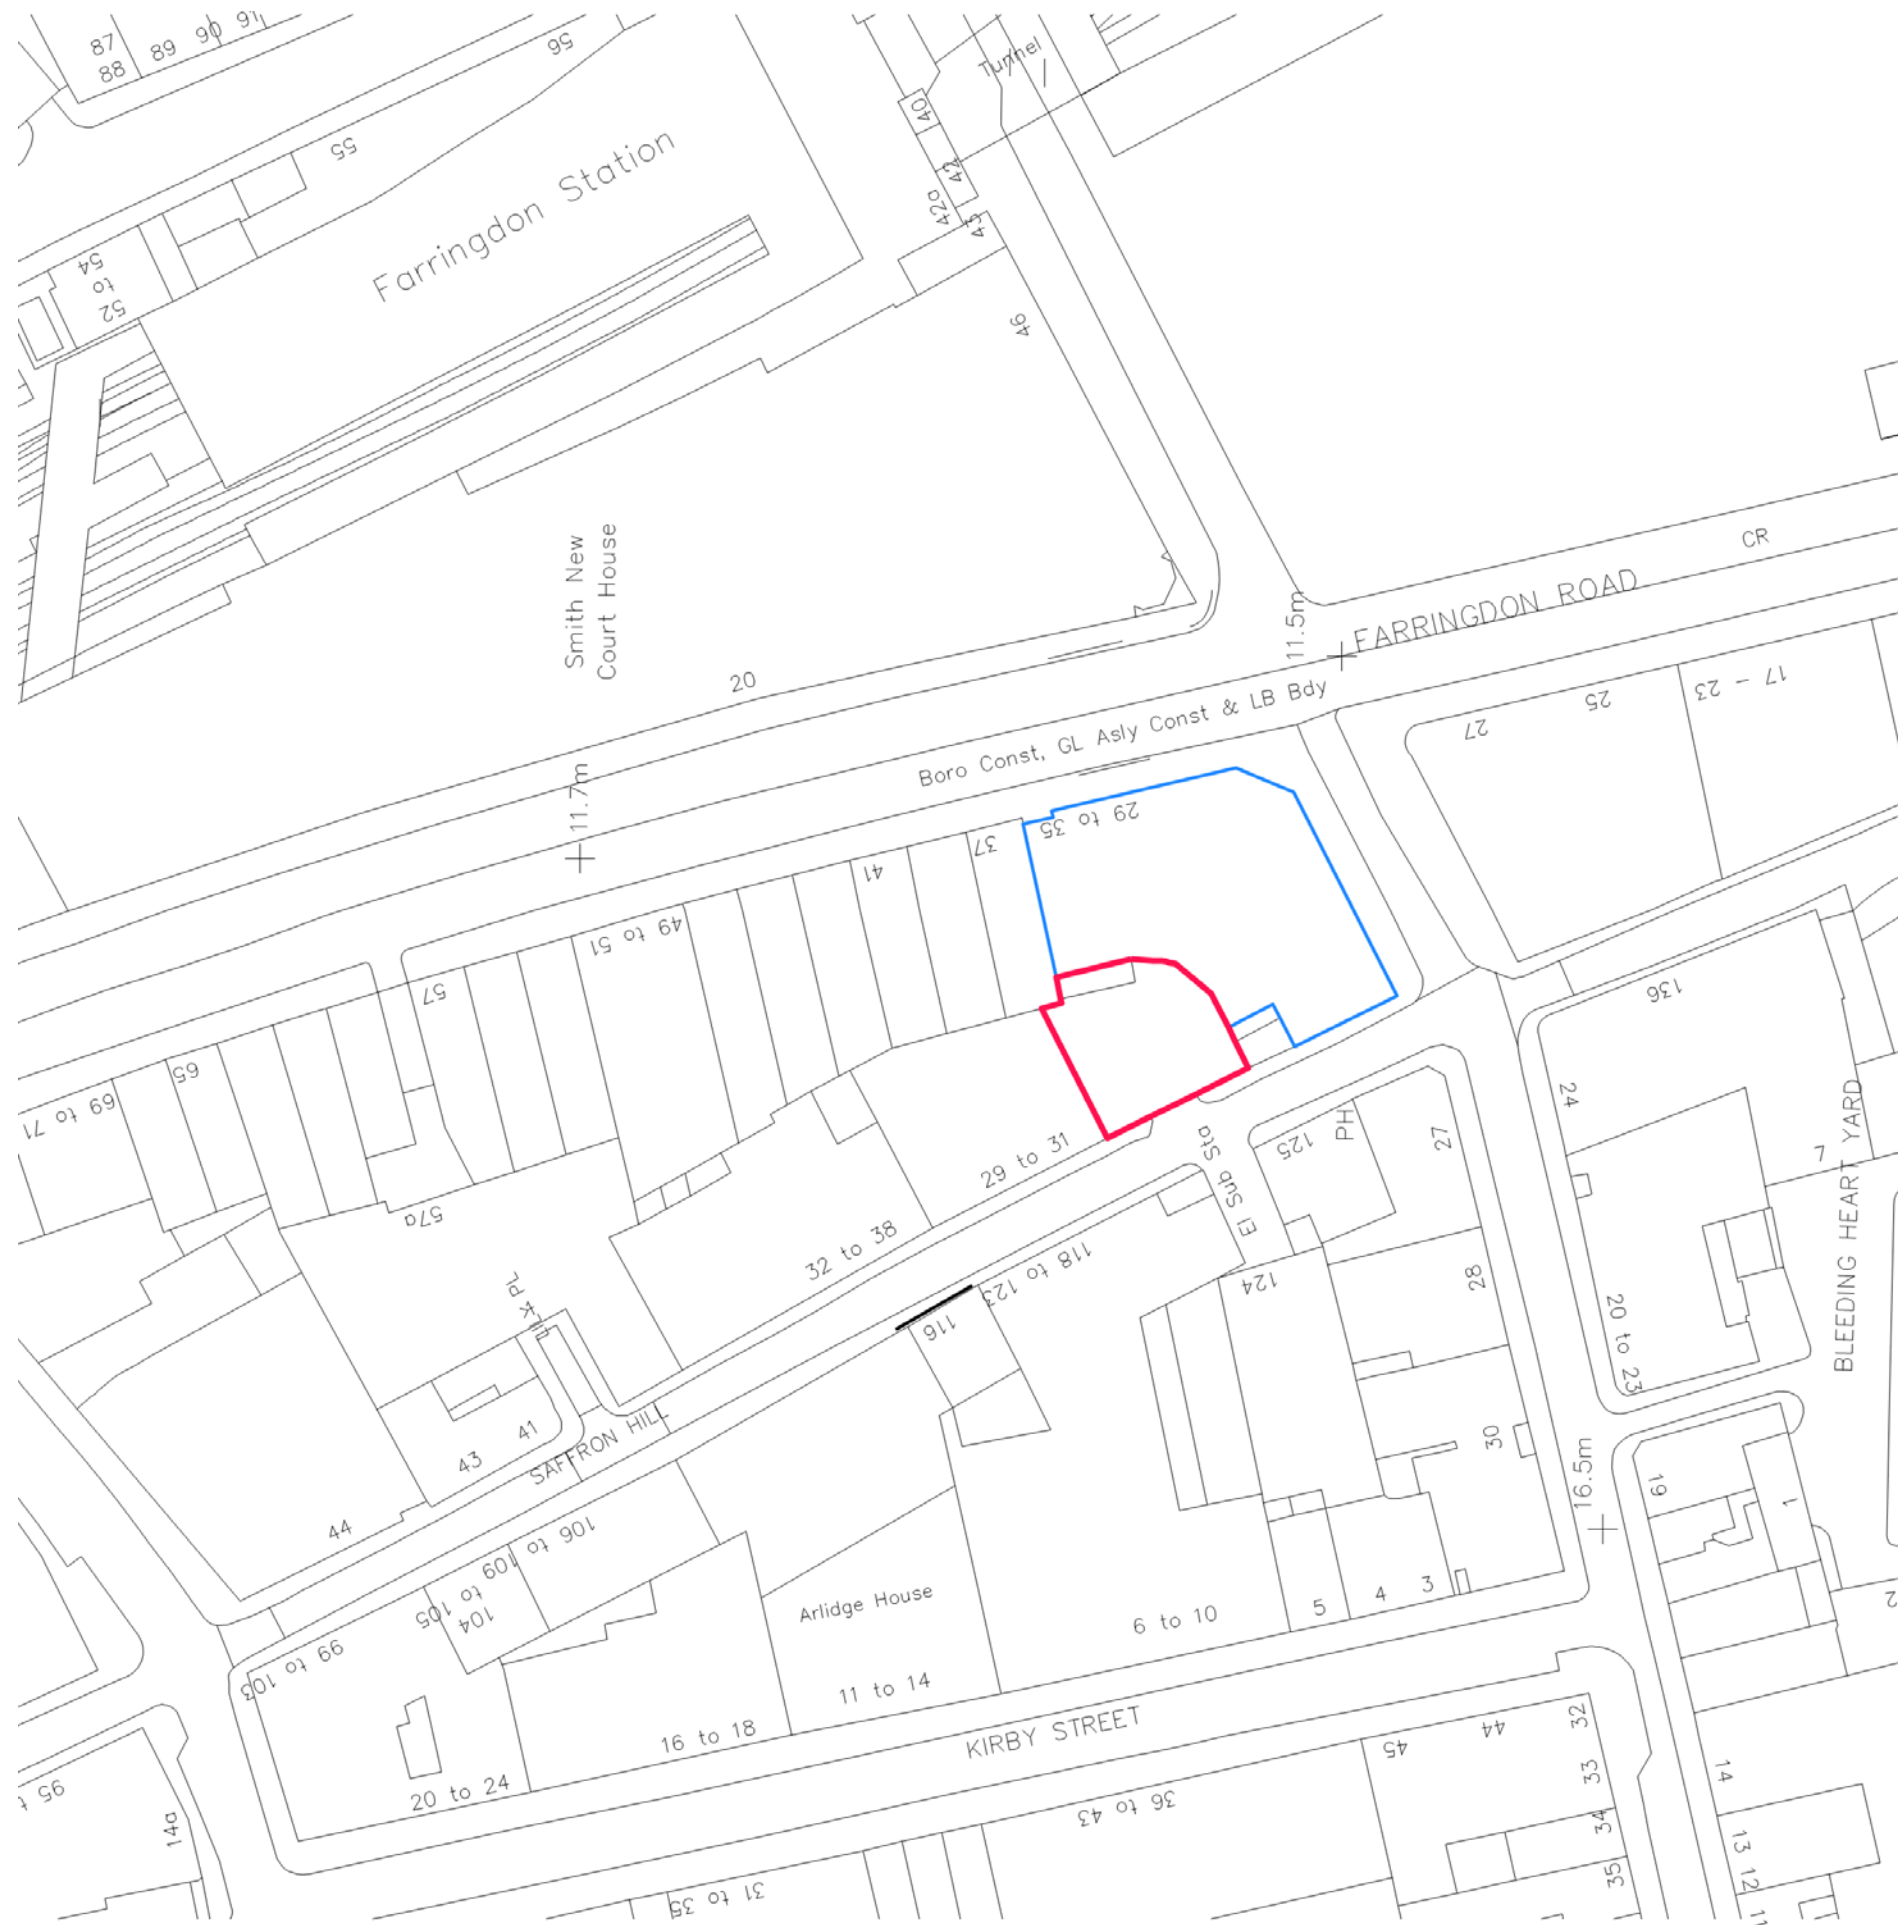 87
88
89
90
91
56
Tunnel
55
40
42
42a
43
Farringdon Station
54
to
52
46
Smith New
Court House
CR
FARRINGDON ROAD
11.5m
20
Boro Const, GL Asly Const & LB Bdy
17 - 23
25
27
11.7m
29 to 35
37
41
49 to 51
57
65
69 to 71
136
24
BLEEDING HEART YARD
7
PH
125
27
El Sub Sta
29 to 31
57a
32 to 38
118 to 123
124
28
116
20 to 23
41
43
SAFFRON HILL
30
16.5m
19
1
44
106 to 109
104 to 105
Arlidge House
6 to 10
5
4
3
2
99 to 103
11 to 14
16 to 18
KIRBY STREET
20 to 24
45
44
32
33
34
35
14
13
12
11
36 to 43
31 to 35
95
14a